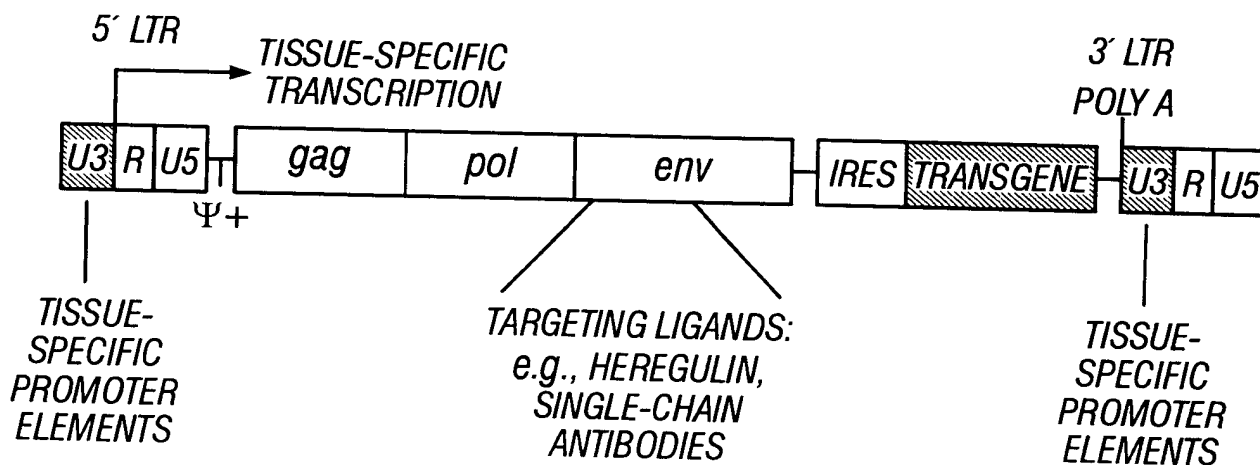 5′ LTR
TISSUE-SPECIFIC
TRANSCRIPTION
3′ LTR
POLY A
U3 R U5 gag pol env IRES TRANSGENE U3 R U5
Ψ+
TISSUE-
SPECIFIC
PROMOTER
ELEMENTS
TARGETING LIGANDS:
e.g., HEREGULIN,
SINGLE-CHAIN
ANTIBODIES
TISSUE-
SPECIFIC
PROMOTER
ELEMENTS